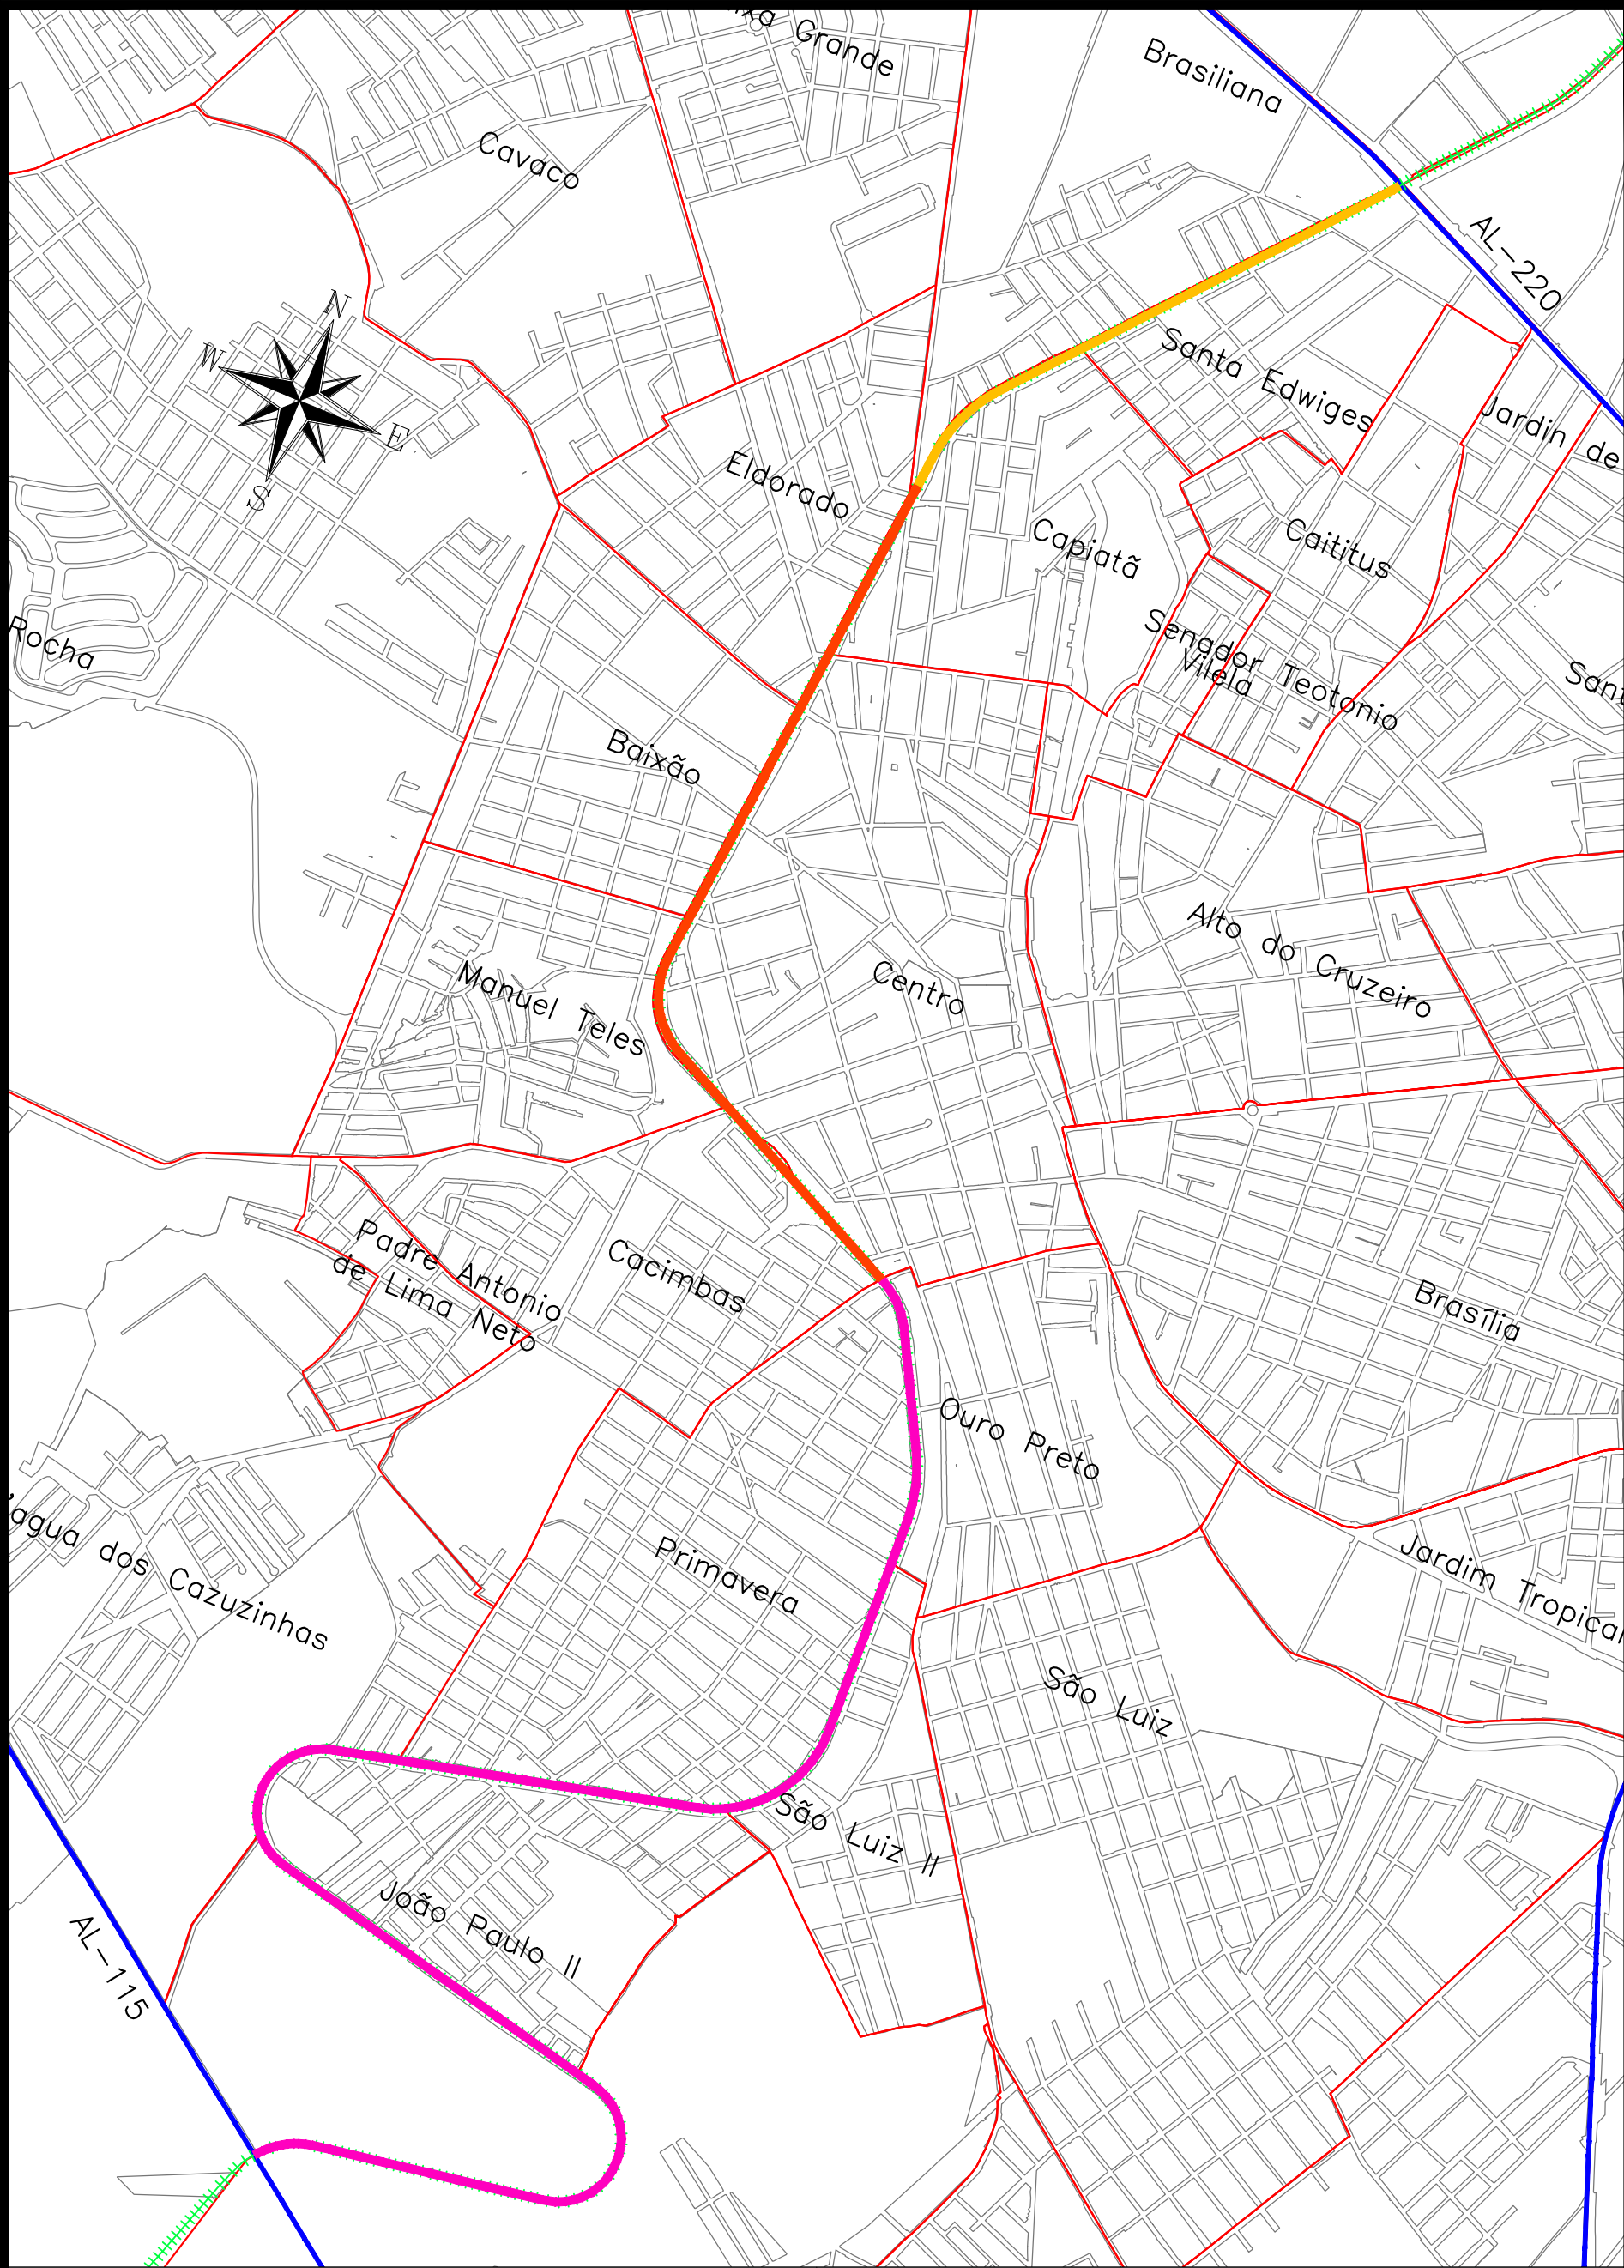 Grande
Brasiliana
Cavaco
AL-220
N
W
E
S
Santa Edwiges
Jardin de
Eldorado
Capiatã
Caititus
Rocha
Senador Teotonio
Vilela
Baixão
Alto do Cruzeiro
Centro
Manuel Teles
Padre Antonio
de Lima Neto
Cacimbas
Brasília
Ouro Preto
'agua dos Cazuzinhas
Primavera
Jardim Tropical
São Luiz
São Luiz II
João Paulo II
AL-115